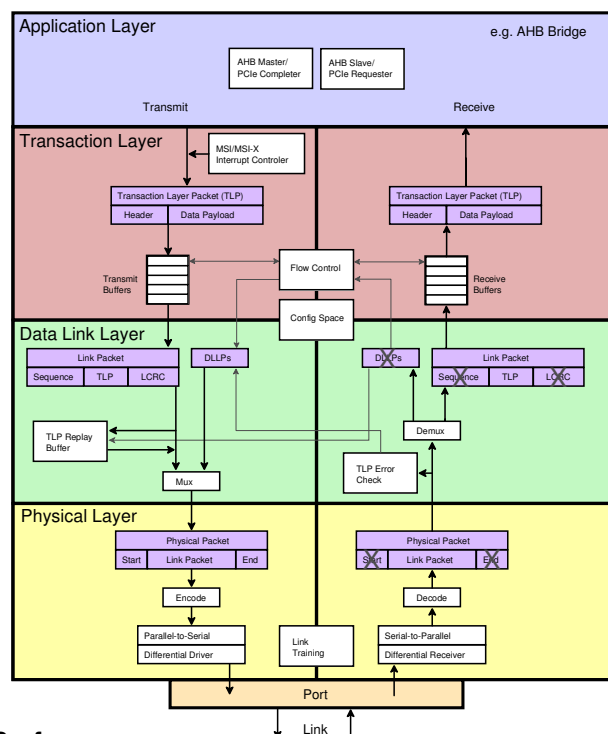 Application Layer
e.g. AHB Bridge
AHB Master/
PCIe Completer
AHB Slave/
PCIe Requester
Transmit
Receive
Transaction Layer
MSI/MSI-X
Interrupt Controler
Transaction Layer Packet (TLP)
Header Data Payload
Transaction Layer Packet (TLP)
Header Data Payload
Transmit
Buffers
Flow Control
Receive
Buffers
Config Space
Data Link Layer
Link Packet
Sequence TLP LCRC
DLLPs
DLLPs
Link Packet
Sequence TLP LCRC
TLP Replay
Buffer
Demux
TLP Error
Check
Mux
Physical Layer
Physical Packet
Start Link Packet End
Physical Packet
Start Link Packet End
Encode
Decode
Parallel-to-Serial
Differential Driver
Link
Training
Serial-to-Parallel
Differential Receiver
Port
Link